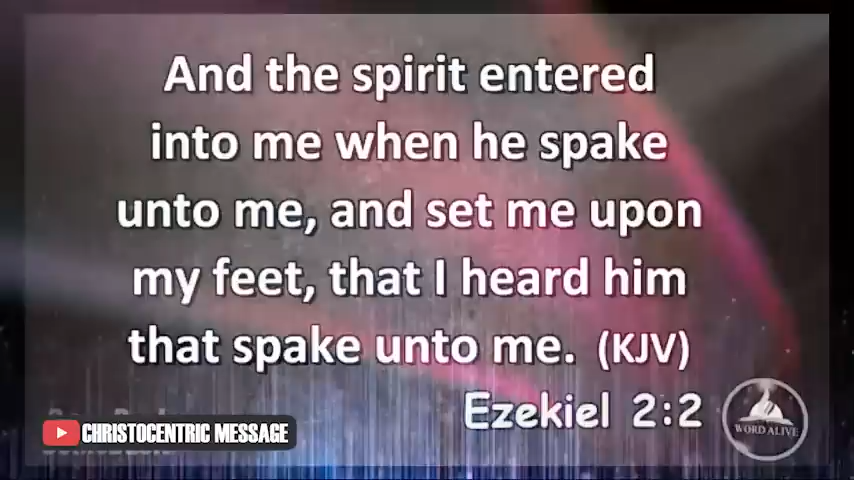 And the spirit entered
into me when he spake
unto me, and set me upon
my feet, that I heard him
that spake unto me. (KJV)
Ezekiel 2:2
CHRISTOCENTRIC MESSAGE
WORD ALIVE